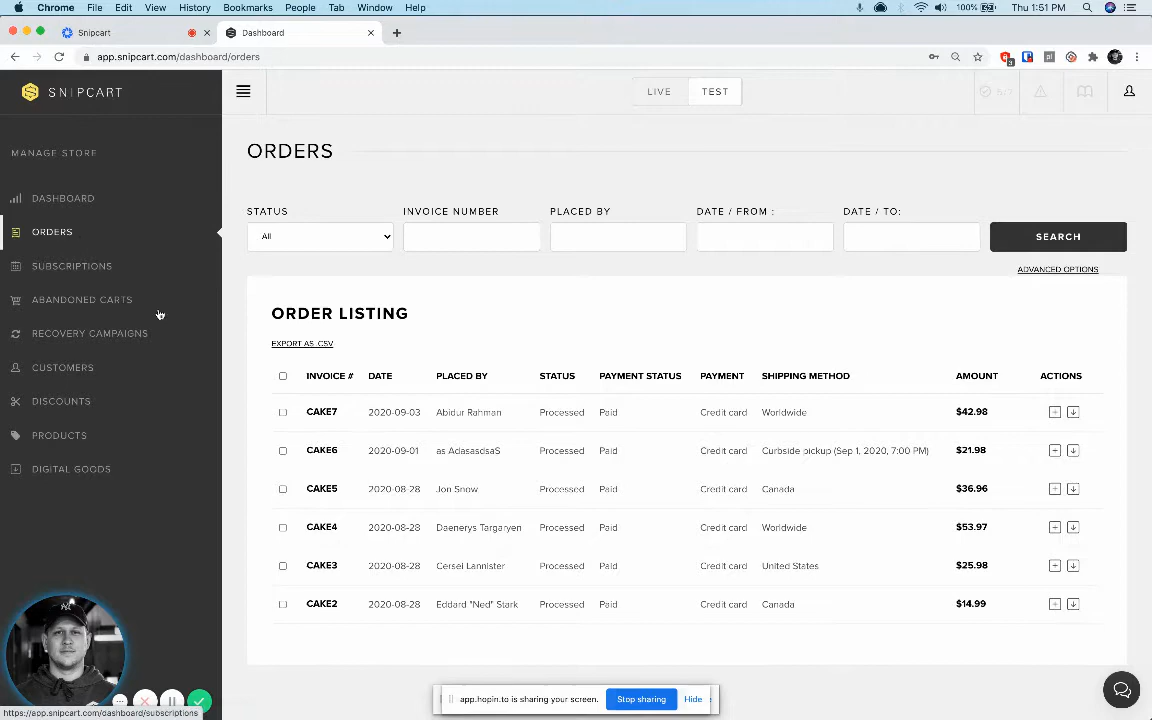 Chrome File Edit View History Bookmarks People Tab Window Help 100% Thu 1:51 PM
Snipcart Dashboard
app.snipcart.com/dashboard/orders
SNIPCART
LIVE TEST
MANAGE STORE
DASHBOARD
ORDERS
SUBSCRIPTIONS
ABANDONED CARTS
RECOVERY CAMPAIGNS
CUSTOMERS
DISCOUNTS
PRODUCTS
DIGITAL GOODS
ORDERS
STATUS INVOICE NUMBER PLACED BY DATE / FROM : DATE / TO:
All SEARCH
ADVANCED OPTIONS
ORDER LISTING
EXPORT AS .CSV
INVOICE # DATE PLACED BY STATUS PAYMENT STATUS PAYMENT SHIPPING METHOD AMOUNT ACTIONS
CAKE7 2020-09-03 Abidur Rahman Processed Paid Credit card Worldwide $42.98
CAKE6 2020-09-01 as AdasasdsaS Processed Paid Credit card Curbside pickup (Sep 1, 2020, 7:00 PM) $21.98
CAKE5 2020-08-28 Jon Snow Processed Paid Credit card Canada $36.96
CAKE4 2020-08-28 Daenerys Targaryen Processed Paid Credit card Worldwide $53.97
CAKE3 2020-08-28 Cersei Lannister Processed Paid Credit card United States $25.98
CAKE2 2020-08-28 Eddard "Ned" Stark Processed Paid Credit card Canada $14.99
app.hopin.to is sharing your screen. Stop sharing Hide
https://app.snipcart.com/dashboard/subscriptions